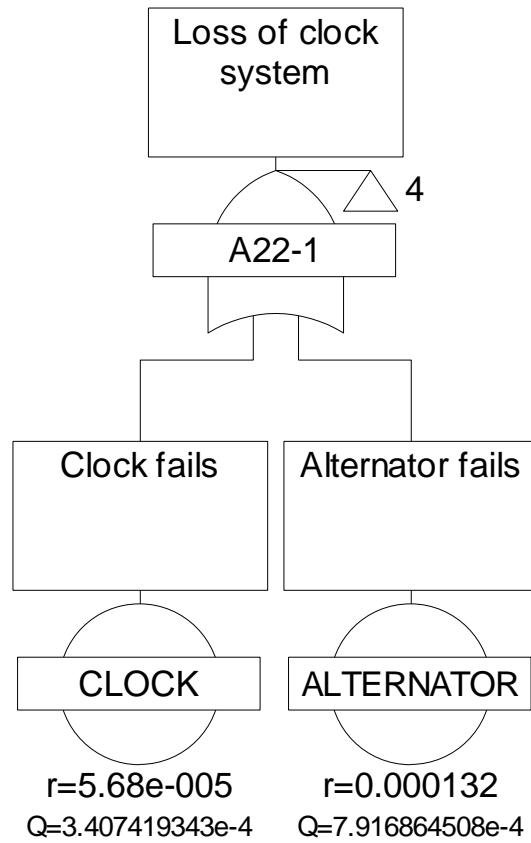 Loss of clock
system
4
A22-1
Clock fails
Alternator fails
CLOCK
ALTERNATOR
r=5.68e-005
r=0.000132
Q=3.407419343e-4
Q=7.916864508e-4